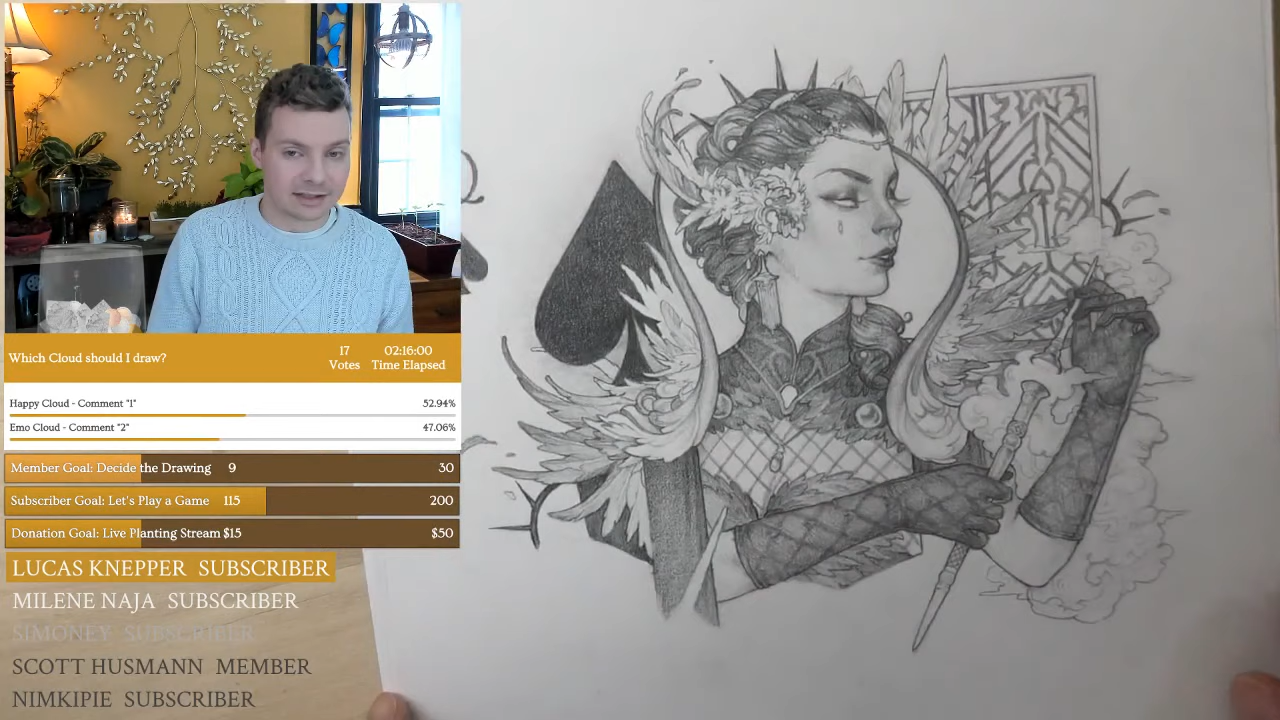 Which Cloud should I draw?
17 Votes
02:16:00 Time Elapsed
Happy Cloud - Comment "1" 52.94%
Emo Cloud - Comment "2" 47.06%
Member Goal: Decide the Drawing 9 30
Subscriber Goal: Let's Play a Game 115 200
Donation Goal: Live Planting Stream $15 $50
LUCAS KNEPPER SUBSCRIBER
MILENE NAJA SUBSCRIBER
SIMONEY SUBSCRIBER
SCOTT HUSMANN MEMBER
NIMKIPIE SUBSCRIBER